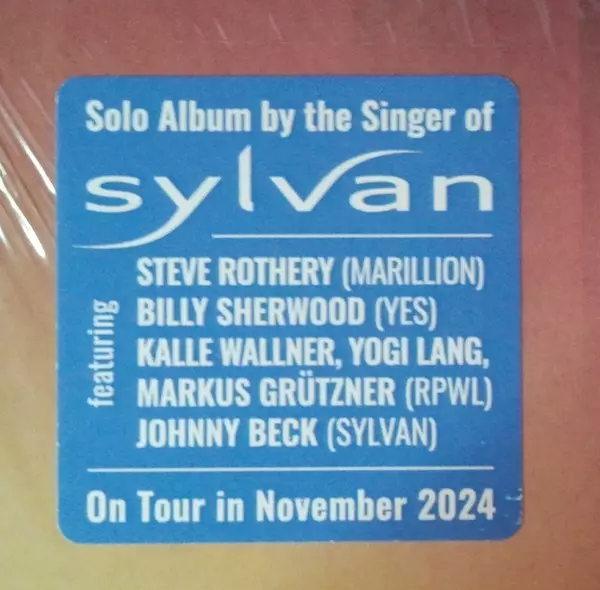 Solo Album by the Singer of
sylvan
featuring
STEVE ROTHERY (MARILLION)
BILLY SHERWOOD (YES)
KALLE WALLNER, YOGI LANG,
MARKUS GRÜTZNER (RPWL)
JOHNNY BECK (SYLVAN)
On Tour in November 2024